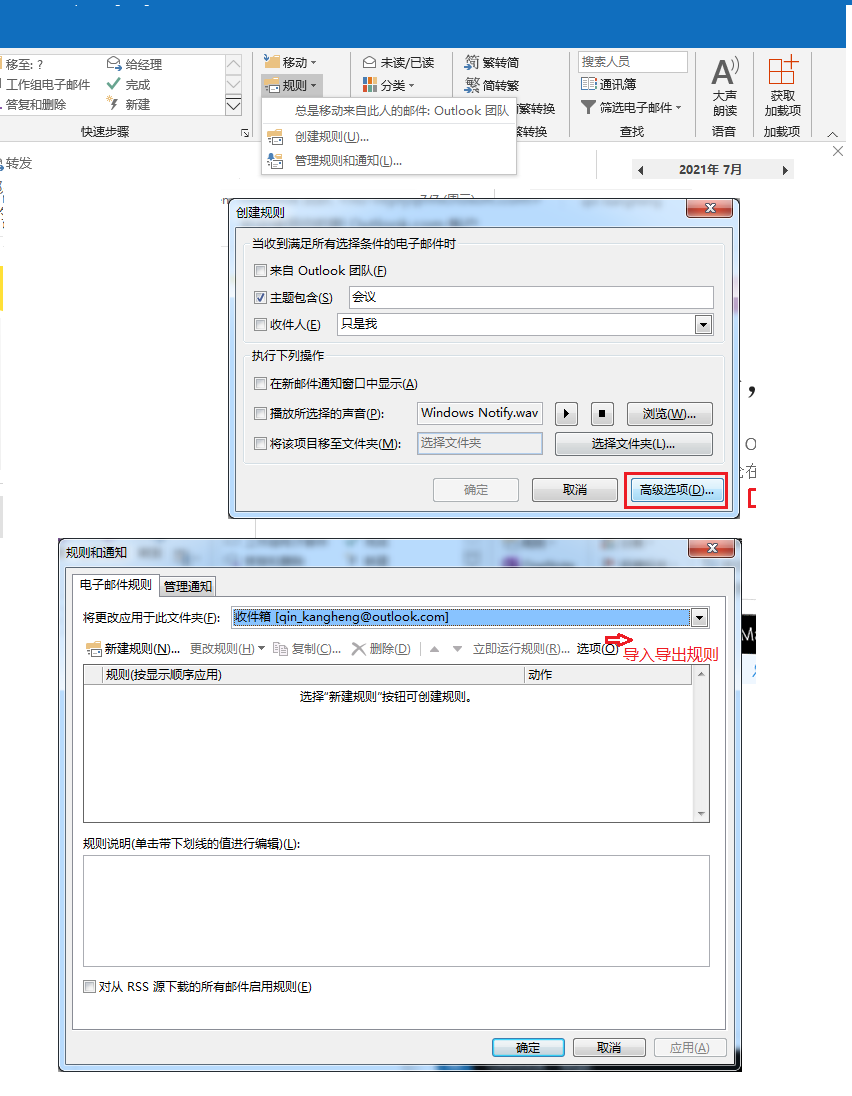 移至: ?
给经理
移动
未读/已读
繁转简
搜索人员
工作组电子邮件
完成
规则
分类
简转繁
通讯簿
大声
朗读
获取
加载项
答复和删除
新建
总是移动来自此人的邮件: Outlook 团队
繁转换
筛选电子邮件
快速步骤
创建规则(U)...
转换
查找
语音
加载项
转发
管理规则和通知(L)...
2021年 7月
创建规则
当收到满足所有选择条件的电子邮件时
来自 Outlook 团队(F)
主题包含(S)
会议
收件人(E)
只是我
执行下列操作
在新邮件通知窗口中显示(A)
播放所选择的声音(P):
Windows Notify.wav
浏览(W)...
将该项目移至文件夹(M):
选择文件夹
选择文件夹(L)...
确定
取消
高级选项(D)...
规则和通知
电子邮件规则
管理通知
将更改应用于此文件夹(F):
收件箱 [qin_kangheng@outlook.com]
新建规则(N)...
更改规则(H)
复制(C)...
删除(D)
立即运行规则(R)...
选项(O)
导入导出规则
规则(按显示顺序应用)
动作
选择“新建规则”按钮可创建规则。
规则说明(单击带下划线的值进行编辑)(L):
对从 RSS 源下载的所有邮件启用规则(E)
确定
取消
应用(A)